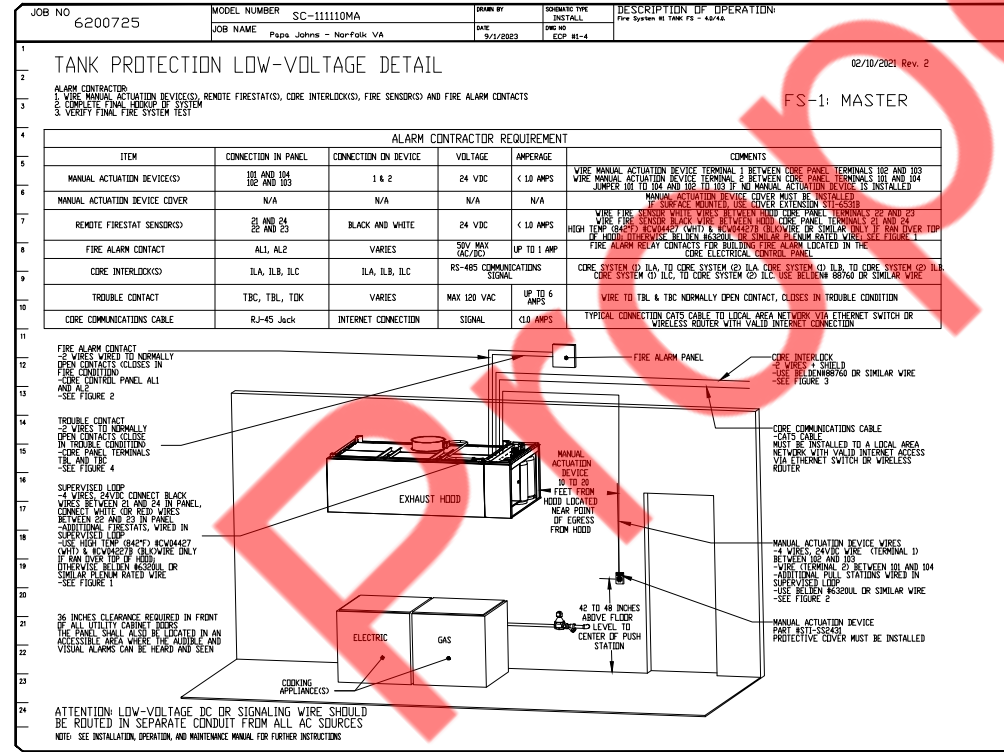 JOB NO
6200725
MODEL NUMBER SC-111110MA
JOB NAME Papa Johns - Norfolk VA
DRAWN BY
DATE
9/1/2023
SCHEMATIC TYPE
INSTALL
DWG NO
ECP #1-4
DESCRIPTION OF OPERATION:
Fire System #1 TANK FS - 4.0/4.0.
TANK PROTECTION LOW-VOLTAGE DETAIL
02/10/2021 Rev. 2
FS-1: MASTER
ALARM CONTRACTOR:
1. WIRE MANUAL ACTUATION DEVICE(S), REMOTE FIRESTAT(S), CORE INTERLOCK(S), FIRE SENSOR(S) AND FIRE ALARM CONTACTS
2. COMPLETE FINAL HOOKUP OF SYSTEM
3. VERIFY FINAL FIRE SYSTEM TEST
ALARM CONTRACTOR REQUIREMENT
ITEM CONNECTION IN PANEL CONNECTION ON DEVICE VOLTAGE AMPERAGE COMMENTS
MANUAL ACTUATION DEVICE(S)
101 AND 104
102 AND 103
1 & 2
24 VDC
< 1.0 AMPS
WIRE MANUAL ACTUATION DEVICE TERMINAL 1 BETWEEN CORE PANEL TERMINALS 102 AND 103
WIRE MANUAL ACTUATION DEVICE TERMINAL 2 BETWEEN CORE PANEL TERMINALS 101 AND 104
JUMPER 101 TO 104 AND 102 TO 103 IF NO MANUAL ACTUATION DEVICE IS INSTALLED
MANUAL ACTUATION DEVICE COVER N/A N/A N/A N/A
MANUAL ACTUATION DEVICE COVER MUST BE INSTALLED
IF SURFACE MOUNTED, USE COVER EXTENSION STI-6531B
REMOTE FIRESTAT SENSOR(S)
21 AND 24
22 AND 23
BLACK AND WHITE
24 VDC
< 1.0 AMPS
WIRE FIRE SENSOR WHITE WIRES BETWEEN HOOD CORE PANEL TERMINALS 22 AND 23
WIRE FIRE SENSOR BLACK WIRE BETWEEN HOOD CORE PANEL TERMINALS 21 AND 24
HIGH TEMP (842°F) #CW04427 (WHT) & #CW04427B (BLK)WIRE OR SIMILAR ONLY IF RAN OVER TOP
OF HOOD; OTHERWISE BELDEN #6320UL OR SIMILAR PLENUM RATED WIRE; SEE FIGURE 1
FIRE ALARM CONTACT
AL1, AL2
VARIES
50V MAX
(AC/DC)
UP TO 1 AMP
FIRE ALARM RELAY CONTACTS FOR BUILDING FIRE ALARM LOCATED IN THE
CORE ELECTRICAL CONTROL PANEL
CORE INTERLOCK(S)
ILA, ILB, ILC
ILA, ILB, ILC
RS-485 COMMUNICATIONS
SIGNAL
CORE SYSTEM (1) ILA, TO CORE SYSTEM (2) ILA. CORE SYSTEM (1) ILB, TO CORE SYSTEM (2) ILB.
CORE SYSTEM (1) ILC, TO CORE SYSTEM (2) ILC. USE BELDEN# 88760 OR SIMILAR WIRE
TROUBLE CONTACT
TBC, TBL, TOK
VARIES
MAX 120 VAC
UP TO 6
AMPS
WIRE TO TBL & TBC NORMALLY OPEN CONTACT, CLOSES IN TROUBLE CONDITION
CORE COMMUNICATIONS CABLE
RJ-45 Jack
INTERNET CONNECTION
SIGNAL
<1.0 AMPS
TYPICAL CONNECTION CAT5 CABLE TO LOCAL AREA NETWORK VIA ETHERNET SWITCH OR
WIRELESS ROUTER WITH VALID INTERNET CONNECTION
FIRE ALARM CONTACT
-2 WIRES WIRED TO NORMALLY
OPEN CONTACTS (CLOSES IN
FIRE CONDITION)
-CORE CONTROL PANEL AL1
AND AL2
-SEE FIGURE 2
TROUBLE CONTACT
-2 WIRES TO NORMALLY
OPEN CONTACTS (CLOSE
IN TROUBLE CONDITION)
-CORE PANEL TERMINALS
TBL AND TBC
-SEE FIGURE 4
SUPERVISED LOOP
-4 WIRES, 24VDC CONNECT BLACK
WIRES BETWEEN 21 AND 24 IN PANEL,
CONNECT WHITE (OR RED) WIRES
BETWEEN 22 AND 23 IN PANEL
-ADDITIONAL FIRESTATS, WIRED IN
SUPERVISED LOOP
-USE HIGH TEMP (842°F) #CW04427
(WHT) & #CW04227B (BLK)WIRE ONLY
IF RAN OVER TOP OF HOOD;
OTHERWISE BELDEN #6320UL OR
SIMILAR PLENUM RATED WIRE
-SEE FIGURE 1
36 INCHES CLEARANCE REQUIRED IN FRONT
OF ALL UTILITY CABINET DOORS
THE PANEL SHALL ALSO BE LOCATED IN AN
ACCESSIBLE AREA WHERE THE AUDIBLE AND
VISUAL ALARMS CAN BE HEARD AND SEEN
FIRE ALARM PANEL
EXHAUST HOOD
MANUAL
ACTUATION
DEVICE
10 TO 20
FEET FROM
HOOD LOCATED
NEAR POINT
OF EGRESS
FROM HOOD
42 TO 48 INCHES
ABOVE FLOOR
LEVEL TO
CENTER OF PUSH
STATION
ELECTRIC
GAS
COOKING
APPLIANCE(S)
CORE INTERLOCK
-2 WIRES + SHIELD
-USE BELDEN#88760 OR SIMILAR WIRE
-SEE FIGURE 3
CORE COMMUNICATIONS CABLE
-CAT5 CABLE
MUST BE INSTALLED TO A LOCAL AREA
NETWORK WITH VALID INTERNET ACCESS
VIA ETHERNET SWITCH OR WIRELESS
ROUTER
MANUAL ACTUATION DEVICE WIRES
-4 WIRES, 24VDC WIRE (TERMINAL 1)
BETWEEN 102 AND 103
-WIRE (TERMINAL 2) BETWEEN 101 AND 104
-ADDITIONAL PULL STATIONS WIRED IN
SUPERVISED LOOP
-USE BELDEN #6320UL OR SIMILAR WIRE
-SEE FIGURE 2
MANUAL ACTUATION DEVICE
PART #STI-SS2431
PROTECTIVE COVER MUST BE INSTALLED
ATTENTION: LOW-VOLTAGE DC OR SIGNALING WIRE SHOULD
BE ROUTED IN SEPARATE CONDUIT FROM ALL AC SOURCES
NOTE: SEE INSTALLATION, OPERATION, AND MAINTENANCE MANUAL FOR FURTHER INSTRUCTIONS
1
2
3
4
5
6
7
8
9
10
11
12
13
14
15
16
17
18
19
20
21
22
23
24
Prop